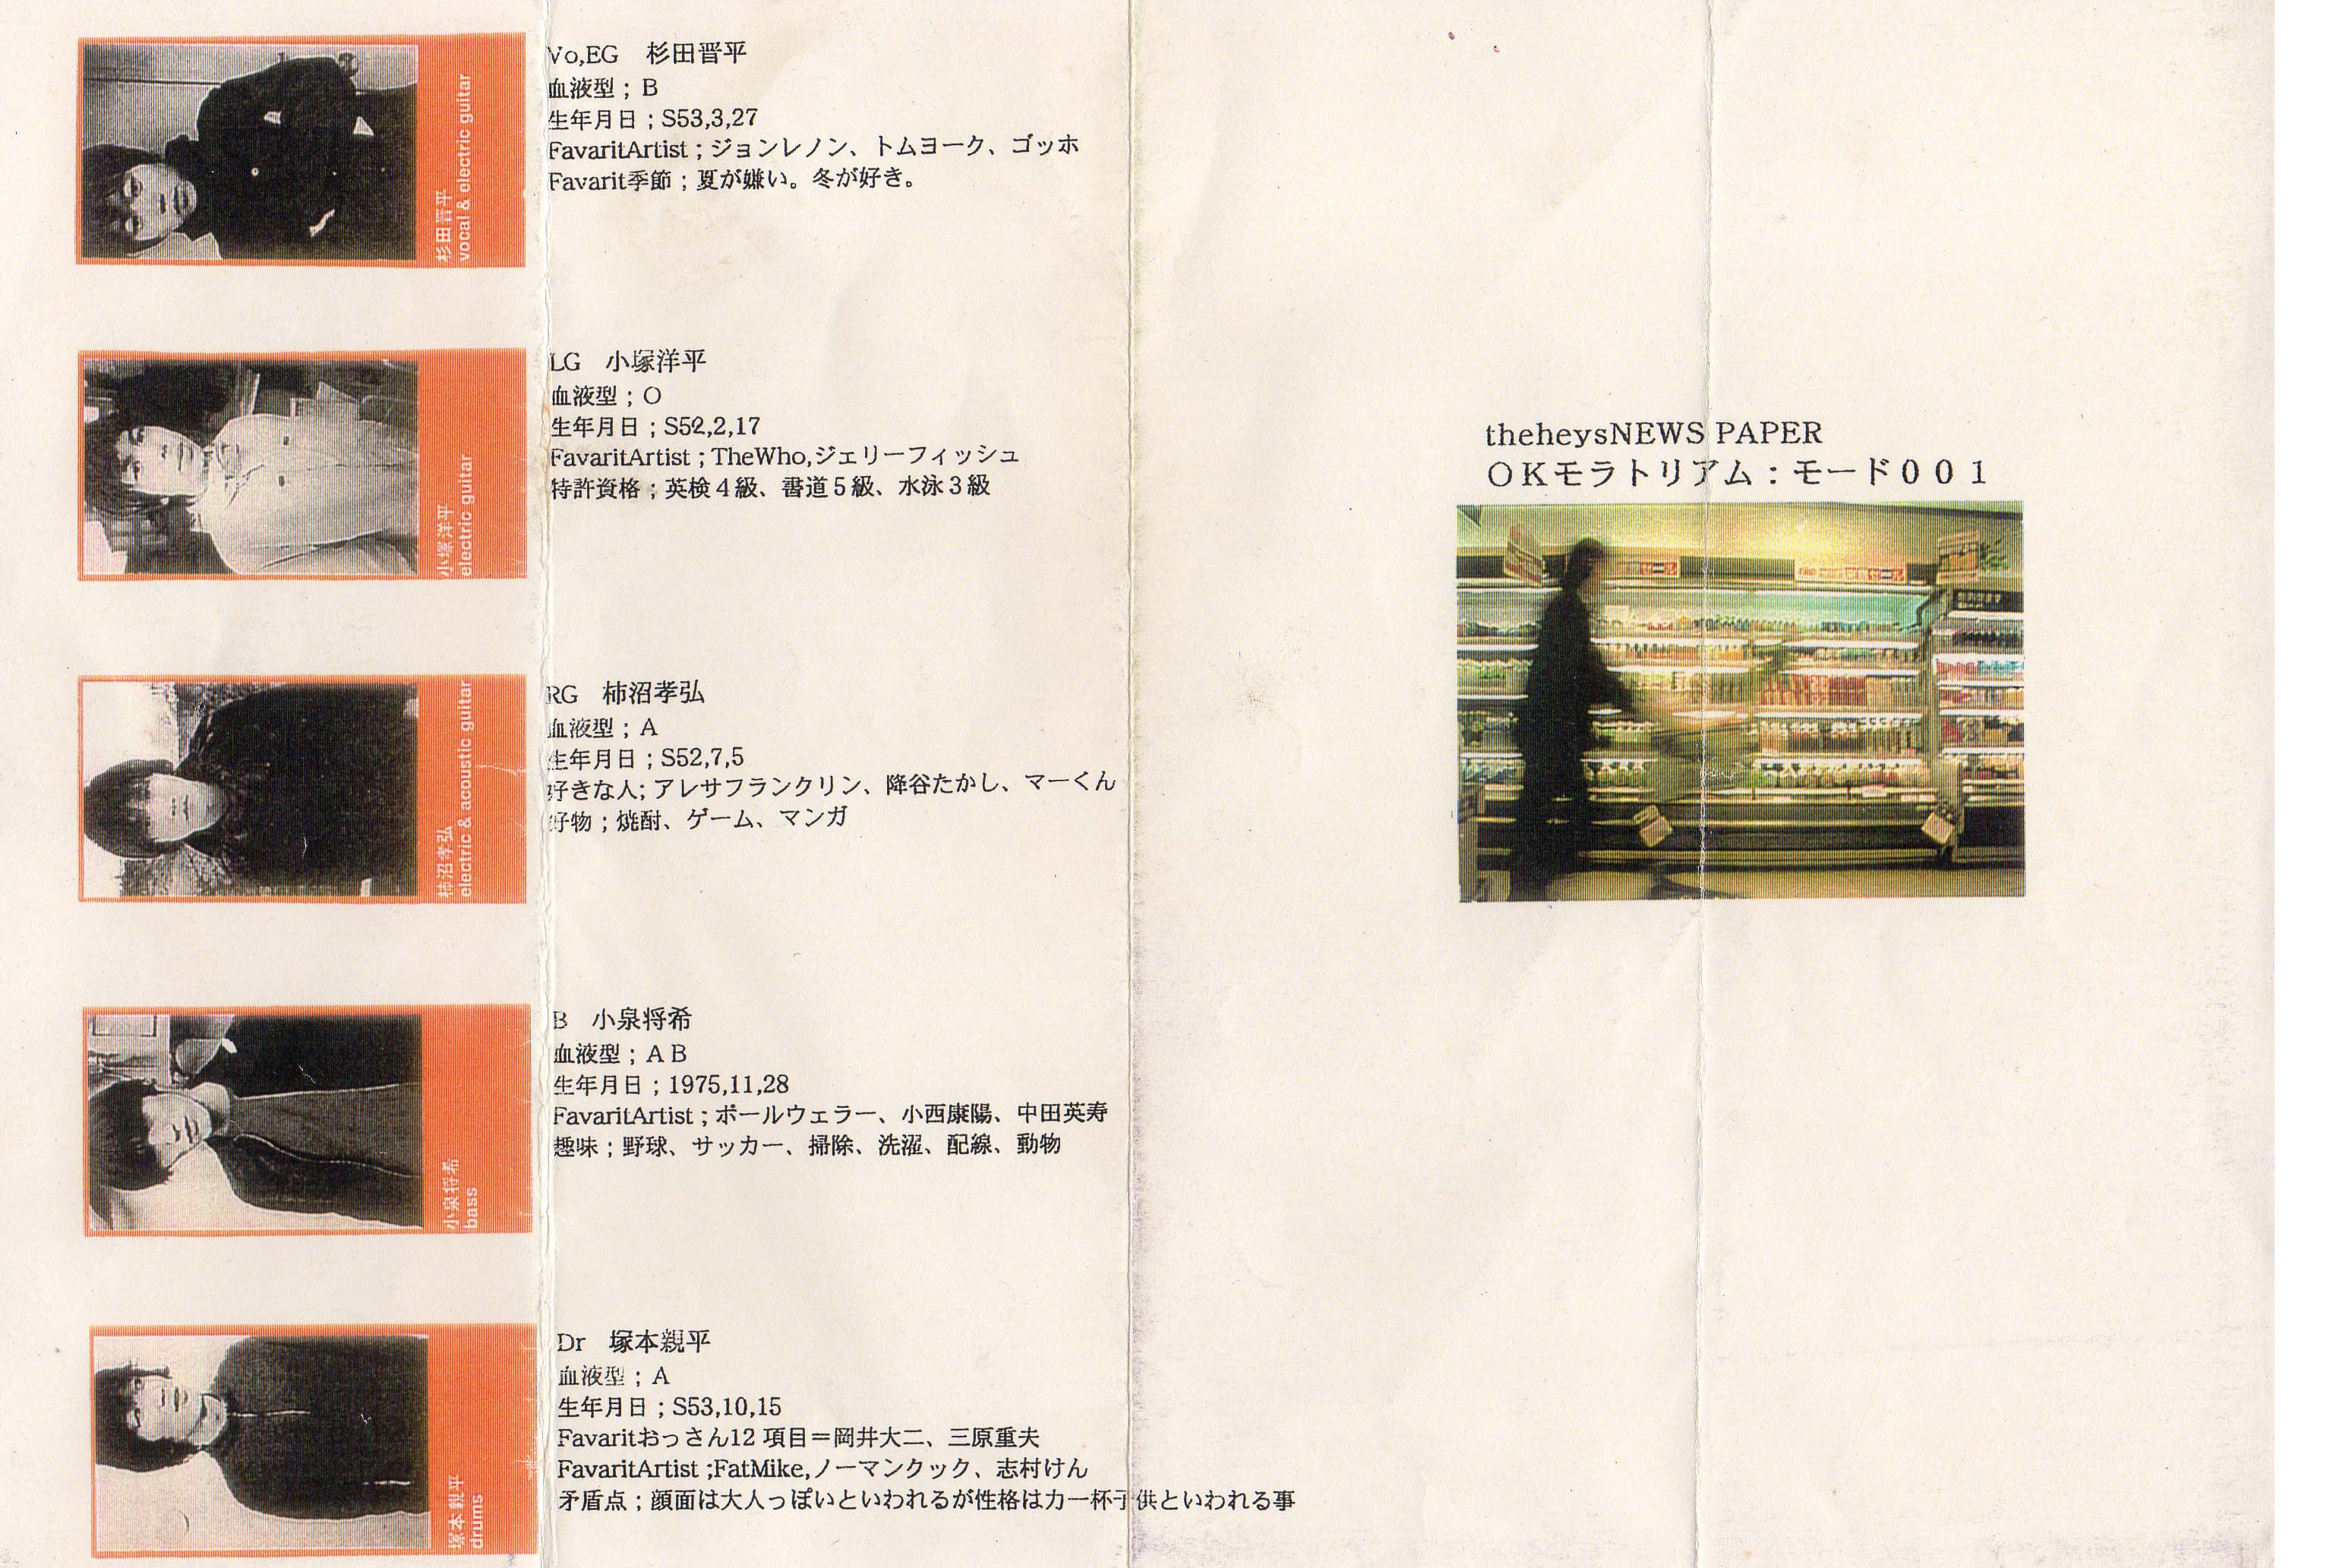 杉田晋平
vocal & electric guitar
Vo,EG　杉田晋平
血液型；B
生年月日；S53,3,27
FavaritArtist；ジョンレノン、トムヨーク、ゴッホ
Favarit季節；夏が嫌い。冬が好き。
小塚洋平
electric guitar
LG　小塚洋平
血液型；O
生年月日；S52,2,17
FavaritArtist；TheWho,ジェリーフィッシュ
特許資格；英検４級、書道５級、水泳３級
柿沼孝弘
electric & acoustic guitar
RG　柿沼孝弘
血液型；A
生年月日；S52,7,5
好きな人；アレサフランクリン、降谷たかし、マーくん
好物；焼酎、ゲーム、マンガ
小泉将希
bass
B　小泉将希
血液型；AB
生年月日；1975,11,28
FavaritArtist；ポールウェラー、小西康陽、中田英寿
趣味；野球、サッカー、掃除、洗濯、配線、動物
塚本親平
drums
Dr　塚本親平
血液型；A
生年月日；S53,10,15
Favaritおっさん12 項目＝岡井大二、三原重夫
FavaritArtist ;FatMike,ノーマンクック、志村けん
矛盾点；顔面は大人っぽいといわれるが性格は力一杯子供といわれる事
theheysNEWS PAPER
ＯＫモラトリアム：モード００１